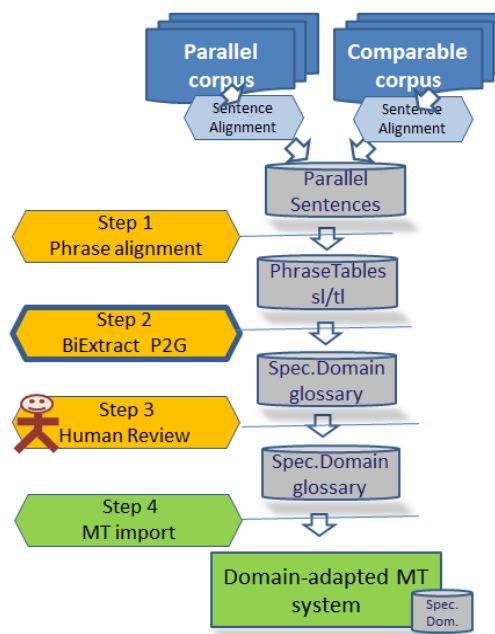 Parallel
corpus
Comparable
corpus
Sentence
Alignment
Sentence
Alignment
Parallel
Sentences
Step 1
Phrase alignment
PhraseTables
sl/tl
Step 2
BiExtract P2G
Spec.Domain
glossary
Step 3
Human Review
Spec.Domain
glossary
Step 4
MT import
Domain-adapted MT
system
Spec.
Dom.